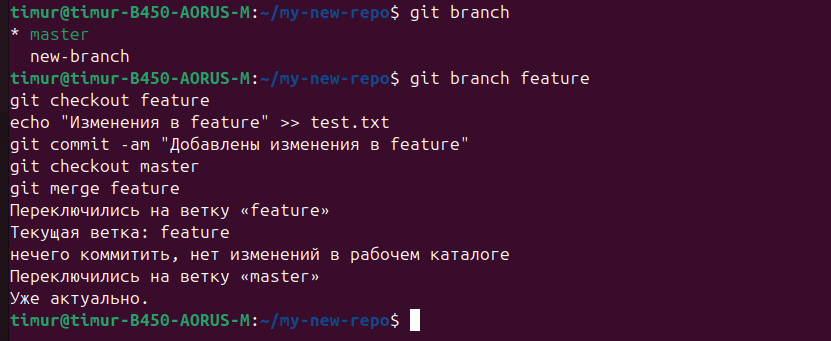 timur@timur-B450-AORUS-M:~/my-new-repo$ git branch
* master
  new-branch
timur@timur-B450-AORUS-M:~/my-new-repo$ git branch feature
git checkout feature
echo "Изменения в feature" >> test.txt
git commit -am "Добавлены изменения в feature"
git checkout master
git merge feature
Переключились на ветку «feature»
Текущая ветка: feature
нечего коммитить, нет изменений в рабочем каталоге
Переключились на ветку «master»
Уже актуально.
timur@timur-B450-AORUS-M:~/my-new-repo$